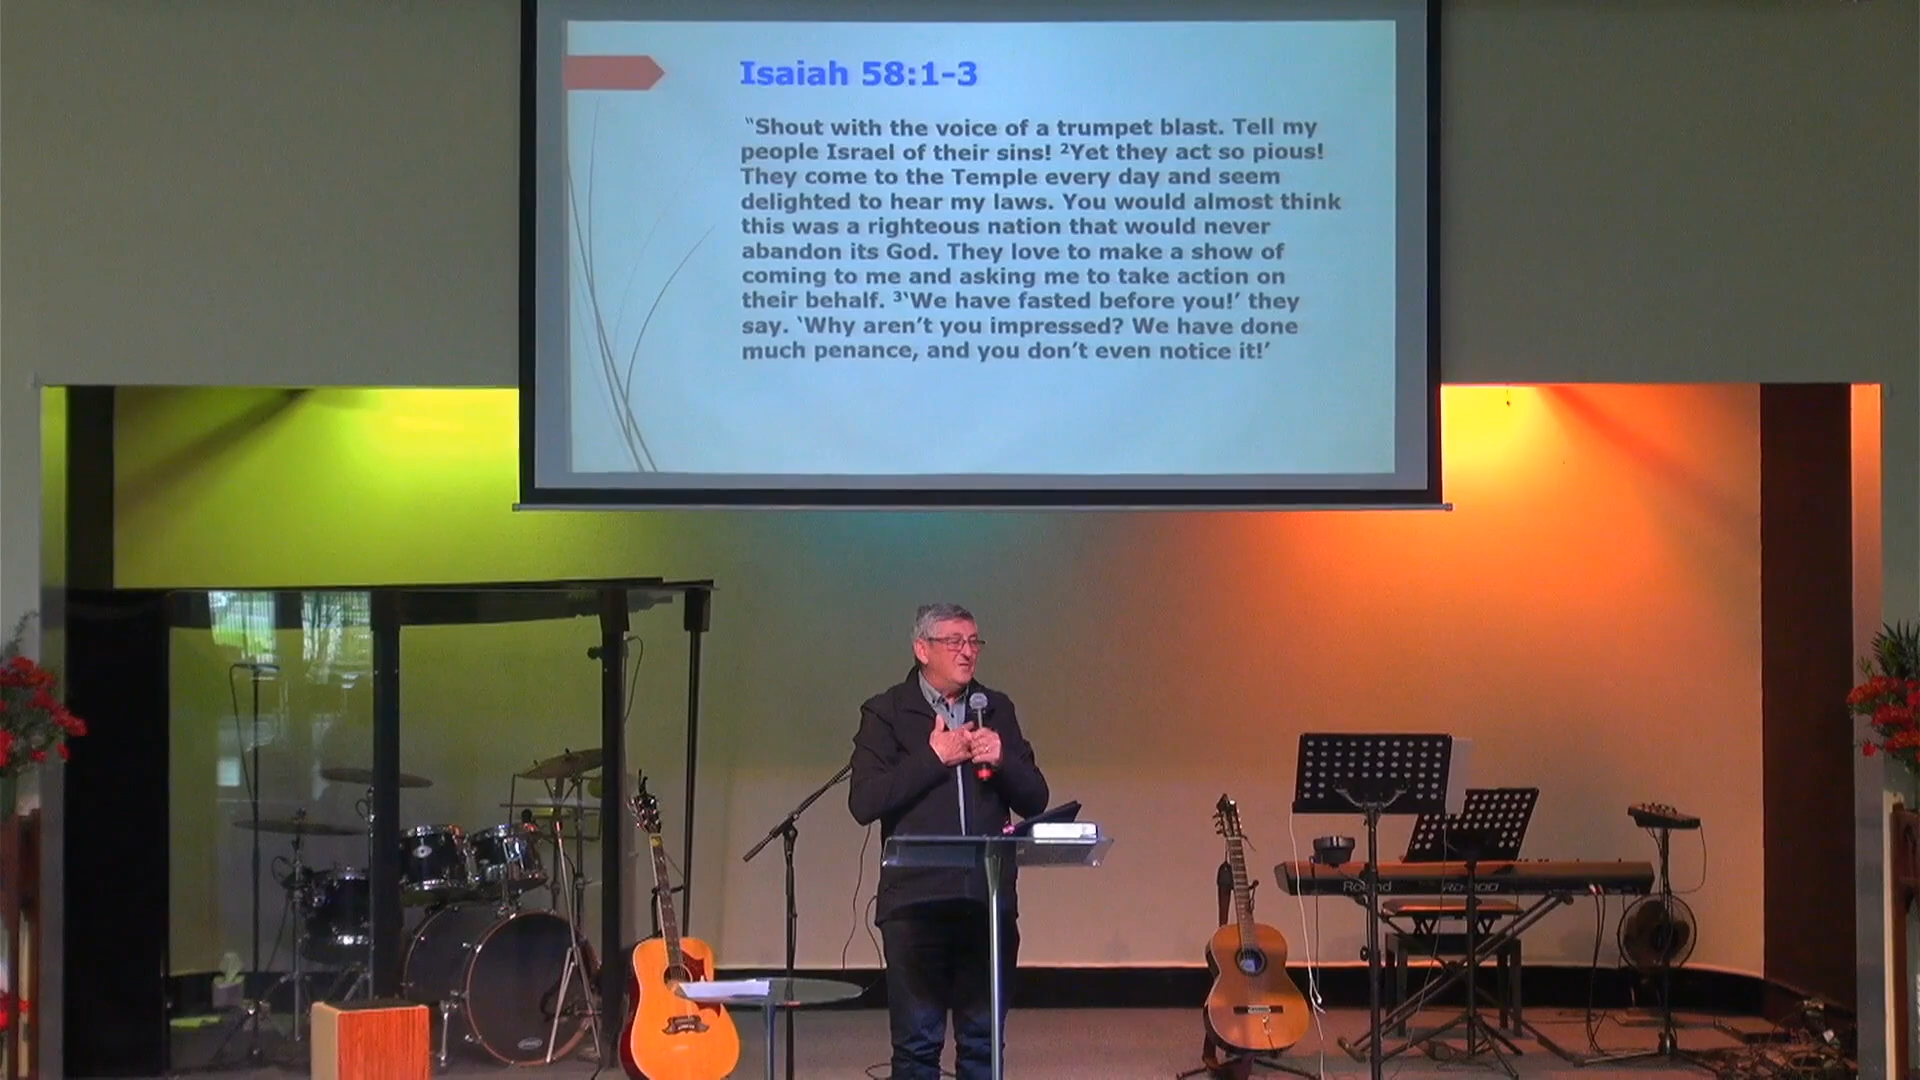 Isaiah 58:1-3
“Shout with the voice of a trumpet blast. Tell my
people Israel of their sins! ²Yet they act so pious!
They come to the Temple every day and seem
delighted to hear my laws. You would almost think
this was a righteous nation that would never
abandon its God. They love to make a show of
coming to me and asking me to take action on
their behalf. ³‘We have fasted before you!’ they
say. ‘Why aren’t you impressed? We have done
much penance, and you don’t even notice it!’
Roland